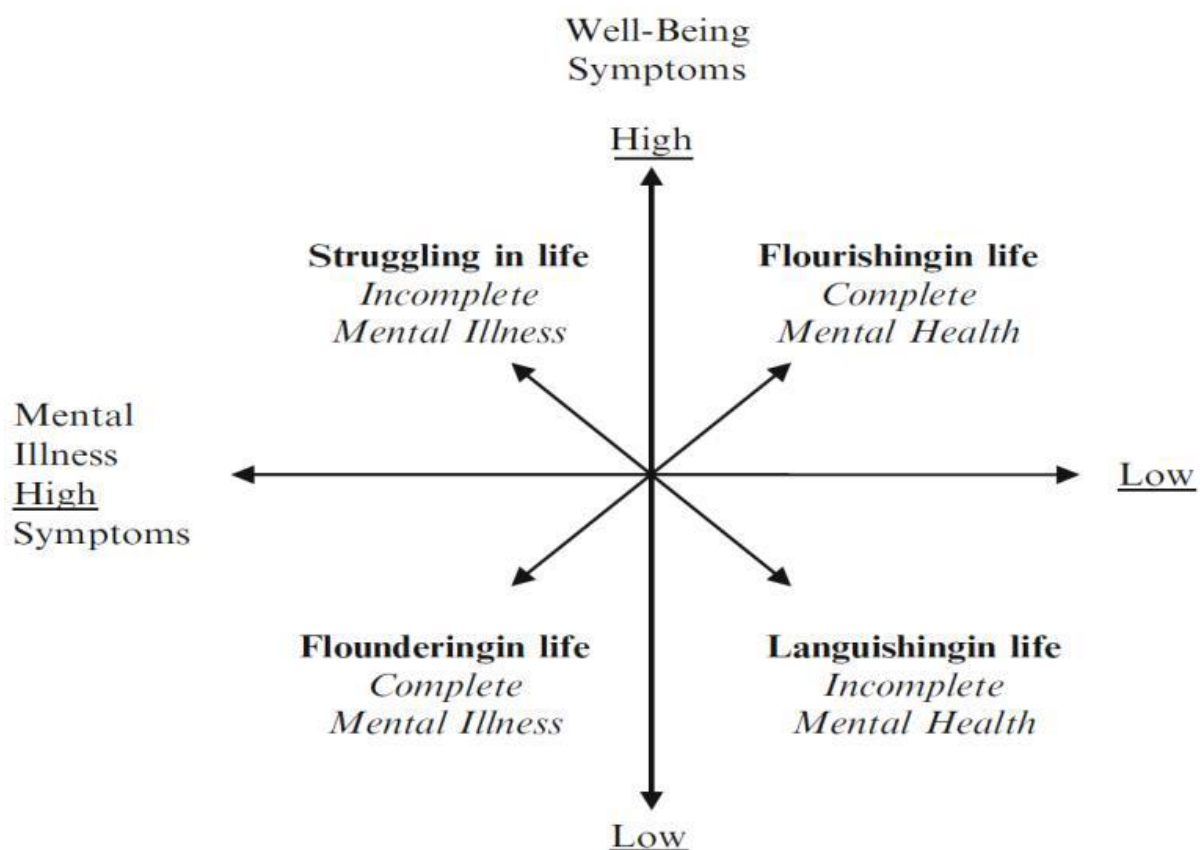 Well-Being
Symptoms
High
Struggling in life
Incomplete
Mental Illness
Flourishingin life
Complete
Mental Health
Mental
Illness
High
Symptoms
Low
Flounderingin life
Complete
Mental Illness
Languishingin life
Incomplete
Mental Health
Low